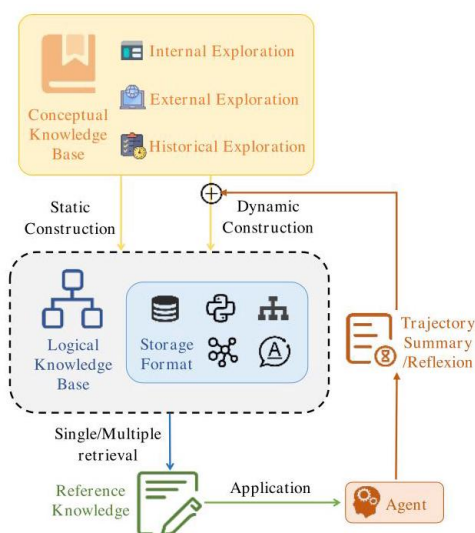 Internal Exploration
External Exploration
Historical Exploration
Conceptual
Knowledge
Base
Static
Construction
Dynamic
Construction
Logical
Knowledge
Base
Storage
Format
A
Trajectory
Summary
/Reflexion
Single/Multiple
retrieval
Reference
Knowledge
Application
Agent